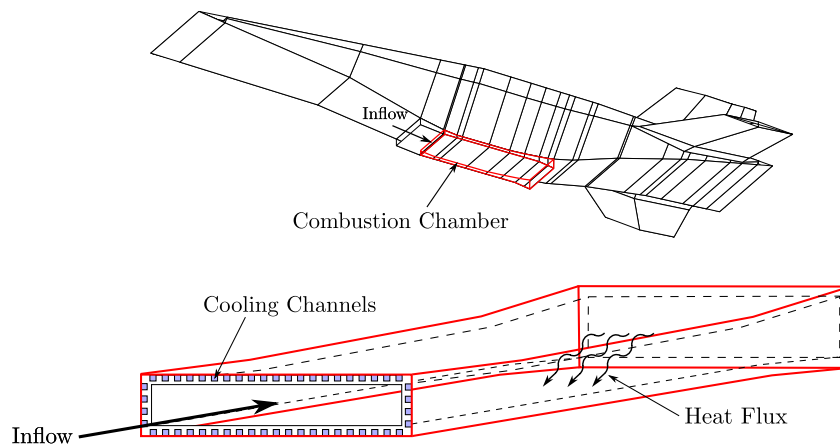 Inflow
Combustion Chamber
Cooling Channels
Heat Flux
Inflow